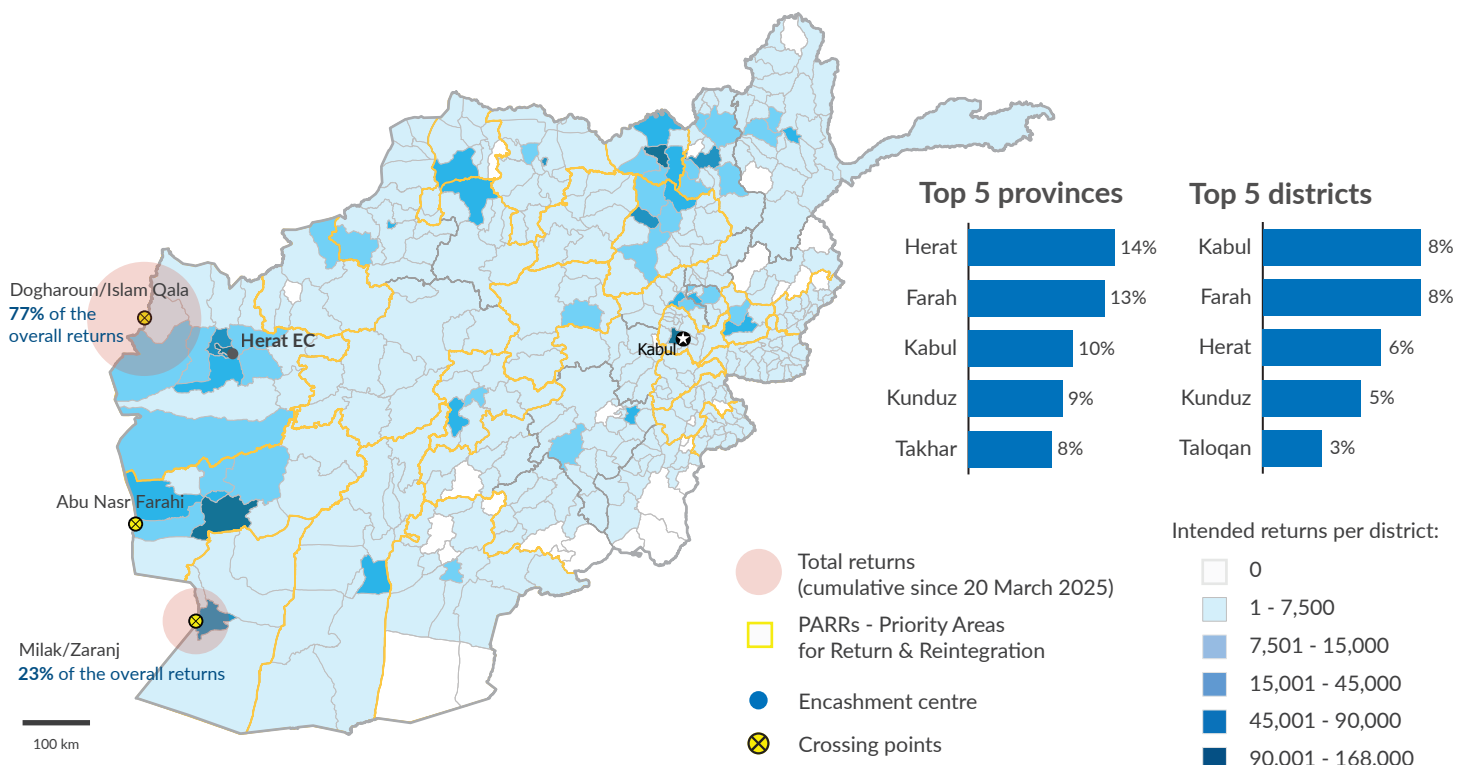 Dogharoun/Islam Qala
77% of the
overall returns
Herat EC
Kabul
Abu Nasr Farahi
Milak/Zaranj
23% of the overall returns
100 km
Top 5 provinces
Herat 14%
Farah 13%
Kabul 10%
Kunduz 9%
Takhar 8%
Top 5 districts
Kabul 8%
Farah 8%
Herat 6%
Kunduz 5%
Taloqan 3%
Total returns
(cumulative since 20 March 2025)
PARRs - Priority Areas
for Return & Reintegration
Encashment centre
Crossing points
Intended returns per district:
0
1 - 7,500
7,501 - 15,000
15,001 - 45,000
45,001 - 90,000
90,001 - 168,000